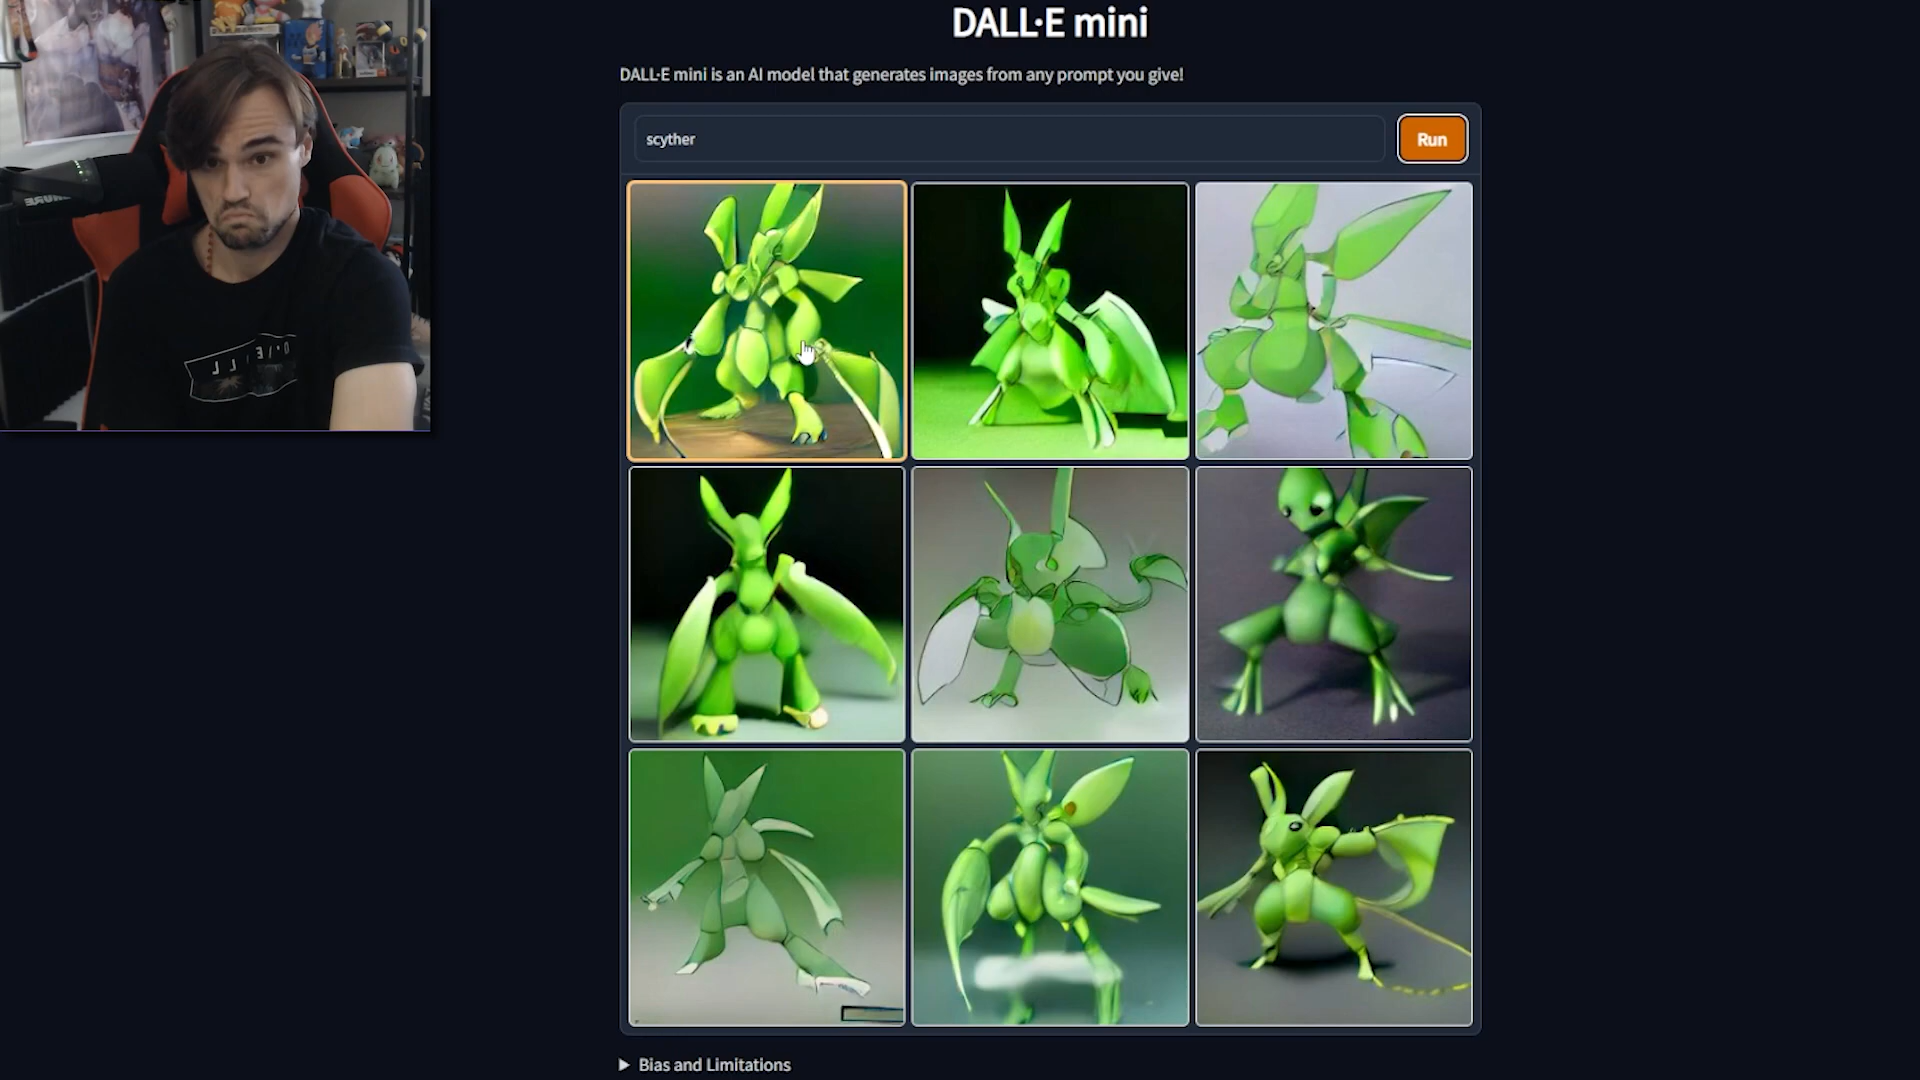 DALL·E mini
DALL·E mini is an AI model that generates images from any prompt you give!
scyther
Run
Bias and Limitations